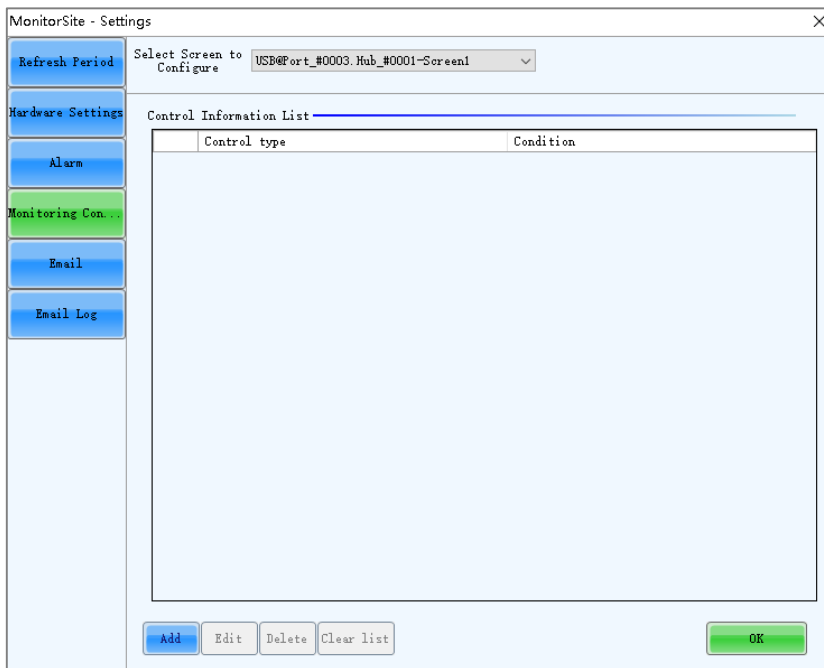 MonitorSite - Settings
Refresh Period
Hardware Settings
Alarm
Monitoring Con...
Email
Email Log
Select Screen to
Configure
USB@Port_#0003.Hub_#0001-Screen1
Control Information List
Control type Condition
Add Edit Delete Clear list OK